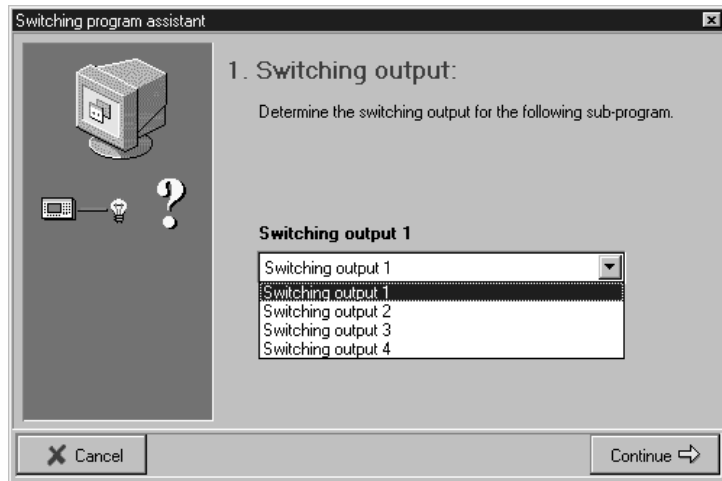 Switching program assistant
1. Switching output:
Determine the switching output for the following sub-program.
?
Switching output 1
Switching output 1
Switching output 1
Switching output 2
Switching output 3
Switching output 4
Cancel
Continue